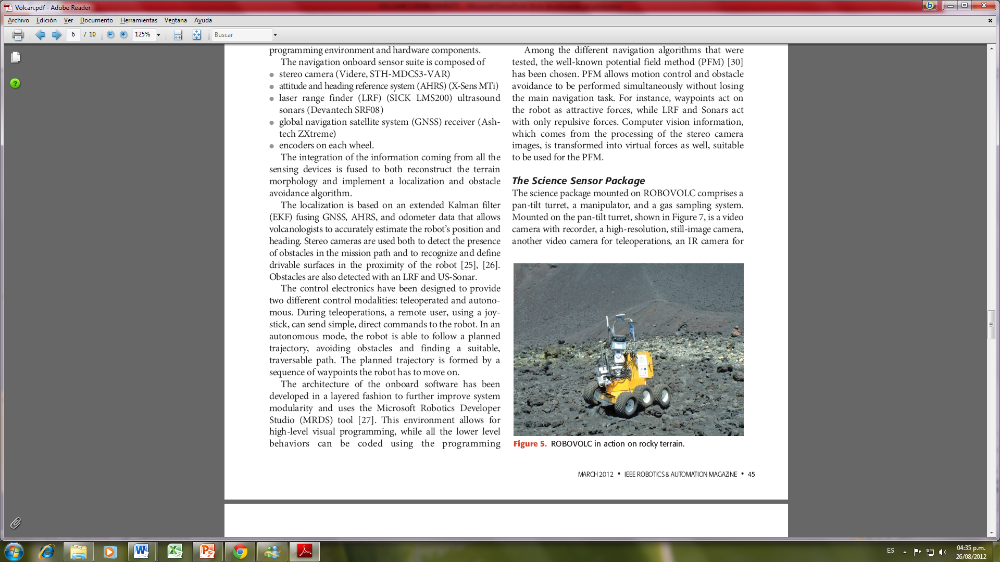 Volcan.pdf - Adobe Reader
Archivo Edición Ver Documento Herramientas Ventana Ayuda
6 / 10 125% Buscar
programming environment and hardware components.
The navigation onboard sensor suite is composed of
● stereo camera (Videre, STH-MDCS3-VAR)
● attitude and heading reference system (AHRS) (X-Sens MTi)
● laser range finder (LRF) (SICK LMS200) ultrasound
sonars (Devantech SRF08)
● global navigation satellite system (GNSS) receiver (Ash-
tech ZXtreme)
● encoders on each wheel.
The integration of the information coming from all the
sensing devices is fused to both reconstruct the terrain
morphology and implement a localization and obstacle
avoidance algorithm.
The localization is based on an extended Kalman filter
(EKF) fusing GNSS, AHRS, and odometer data that allows
volcanologists to accurately estimate the robot's position and
heading. Stereo cameras are used both to detect the presence
of obstacles in the mission path and to recognize and define
drivable surfaces in the proximity of the robot [25], [26].
Obstacles are also detected with an LRF and US-Sonar.
The control electronics have been designed to provide
two different control modalities: teleoperated and autono-
mous. During teleoperations, a remote user, using a joy-
stick, can send simple, direct commands to the robot. In an
autonomous mode, the robot is able to follow a planned
trajectory, avoiding obstacles and finding a suitable,
traversable path. The planned trajectory is formed by a
sequence of waypoints the robot has to move on.
The architecture of the onboard software has been
developed in a layered fashion to further improve system
modularity and uses the Microsoft Robotics Developer
Studio (MRDS) tool [27]. This environment allows for
high-level visual programming, while all the lower level
behaviors can be coded using the programming
Among the different navigation algorithms that were
tested, the well-known potential field method (PFM) [30]
has been chosen. PFM allows motion control and obstacle
avoidance to be performed simultaneously without losing
the main navigation task. For instance, waypoints act on
the robot as attractive forces, while LRF and Sonars act
with only repulsive forces. Computer vision information,
which comes from the processing of the stereo camera
images, is transformed into virtual forces as well, suitable
to be used for the PFM.
The Science Sensor Package
The science package mounted on ROBOVOLC comprises a
pan-tilt turret, a manipulator, and a gas sampling system.
Mounted on the pan-tilt turret, shown in Figure 7, is a video
camera with recorder, a high-resolution, still-image camera,
another video camera for teleoperations, an IR camera for
Figure 5. ROBOVOLC in action on rocky terrain.
MARCH 2012 • IEEE ROBOTICS & AUTOMATION MAGAZINE • 45
ES
04:35 p.m.
26/08/2012